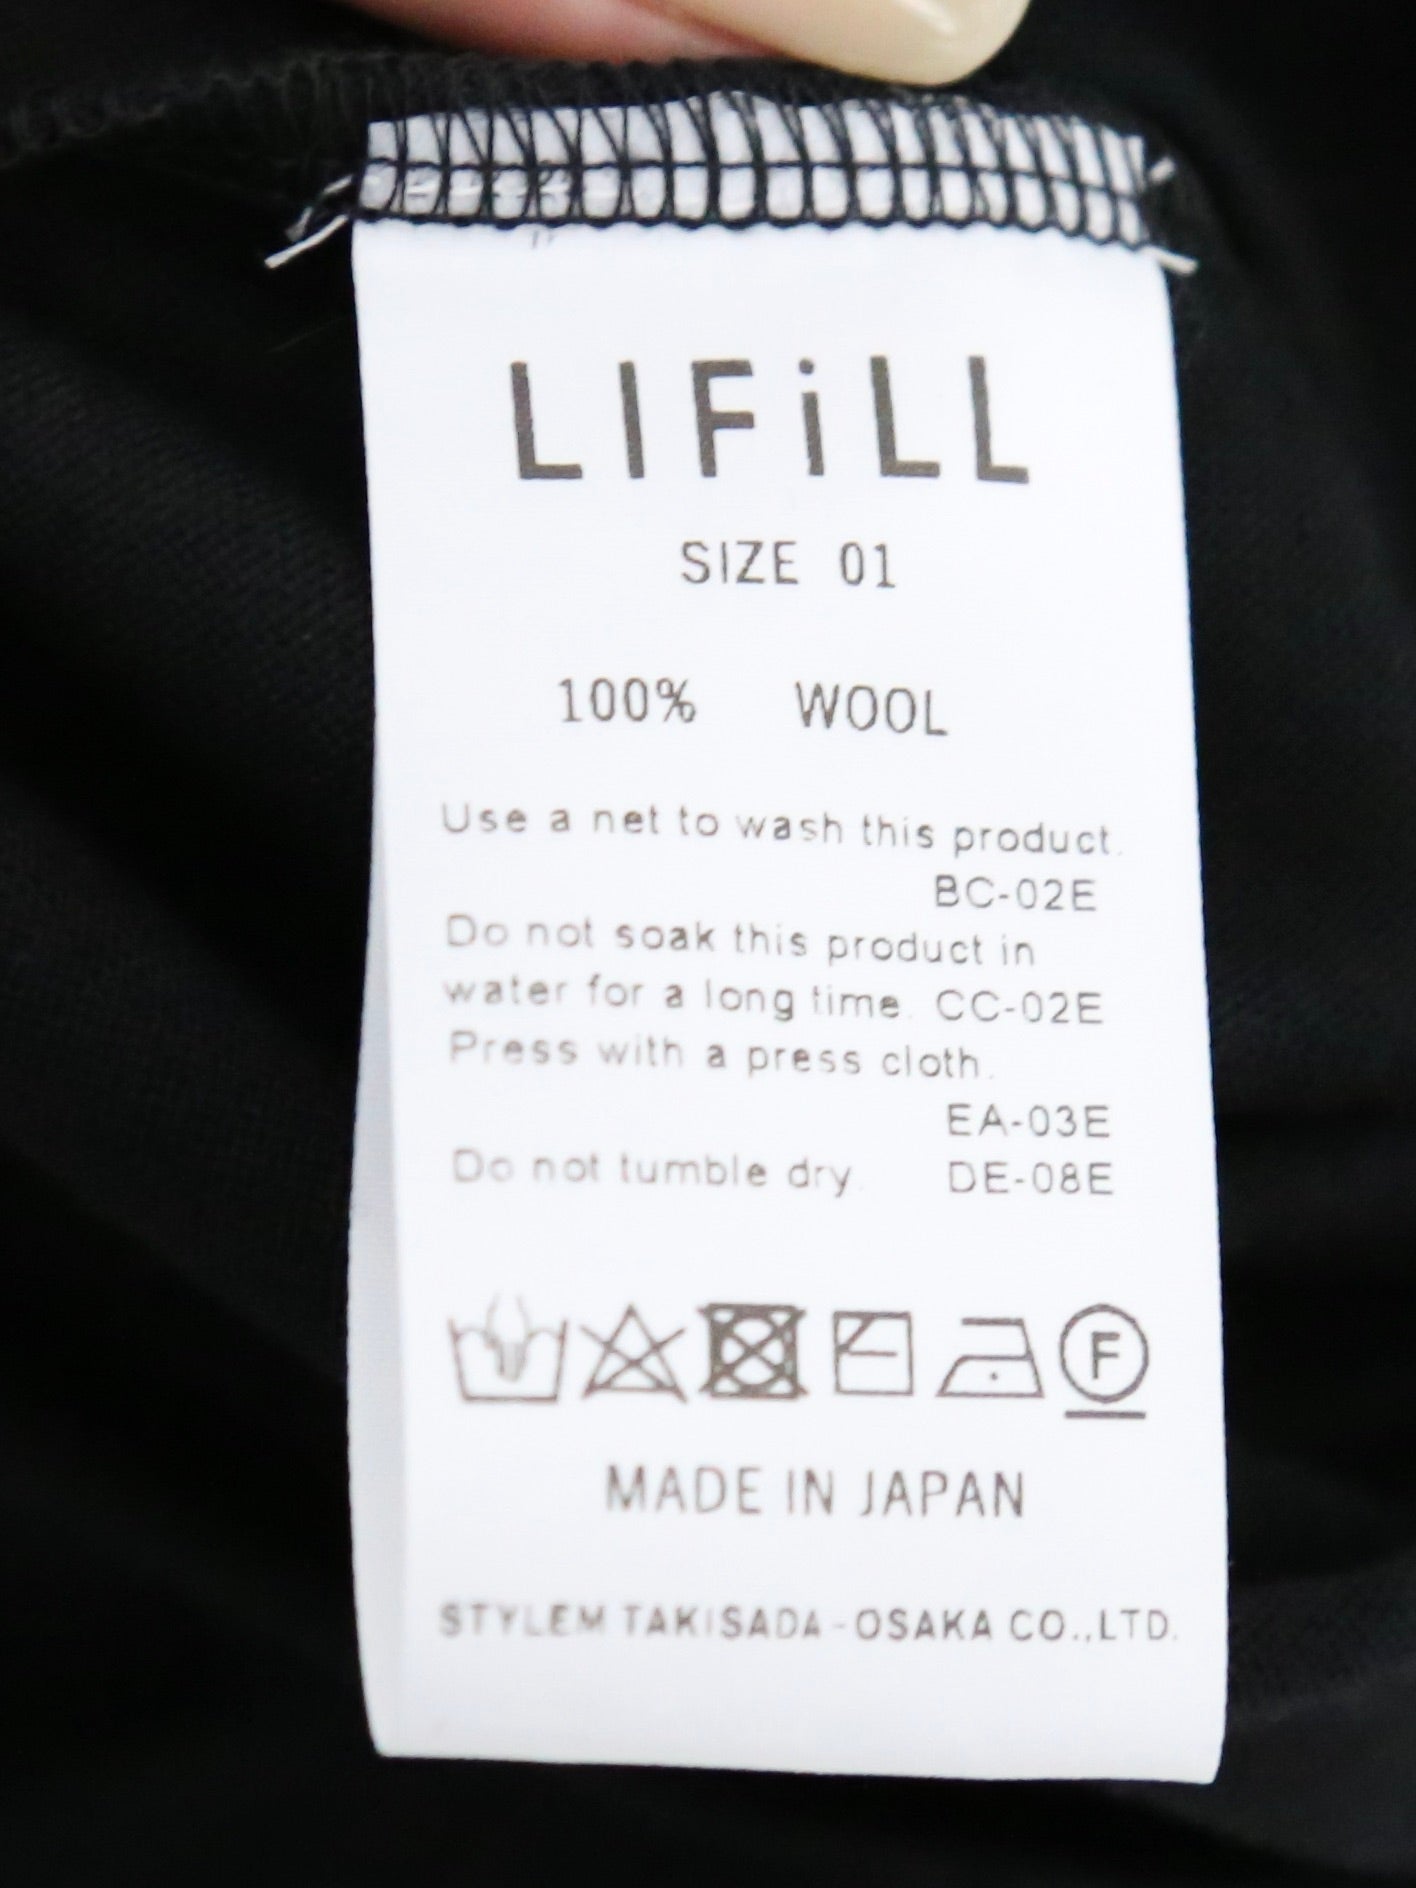 LIFiLL
SIZE 01
100% WOOL
Use a net to wash this product.
BC-02E
Do not soak this product in
water for a long time. CC-02E
Press with a press cloth.
EA-03E
Do not tumble dry. DE-08E
F
MADE IN JAPAN
STYLEM TAKISADA-OSAKA CO.,LTD.